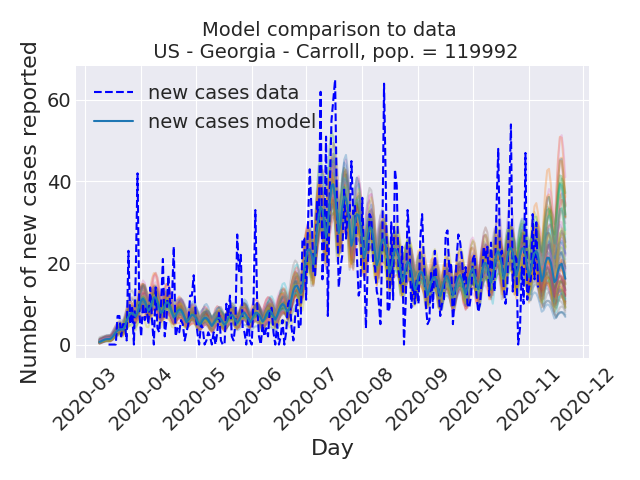 Model comparison to data
US - Georgia - Carroll, pop. = 119992
Number of new cases reported
60
40
20
0
new cases data
new cases model
2020-03
2020-04
2020-05
2020-06
2020-07
2020-08
2020-09
2020-10
2020-11
2020-12
Day